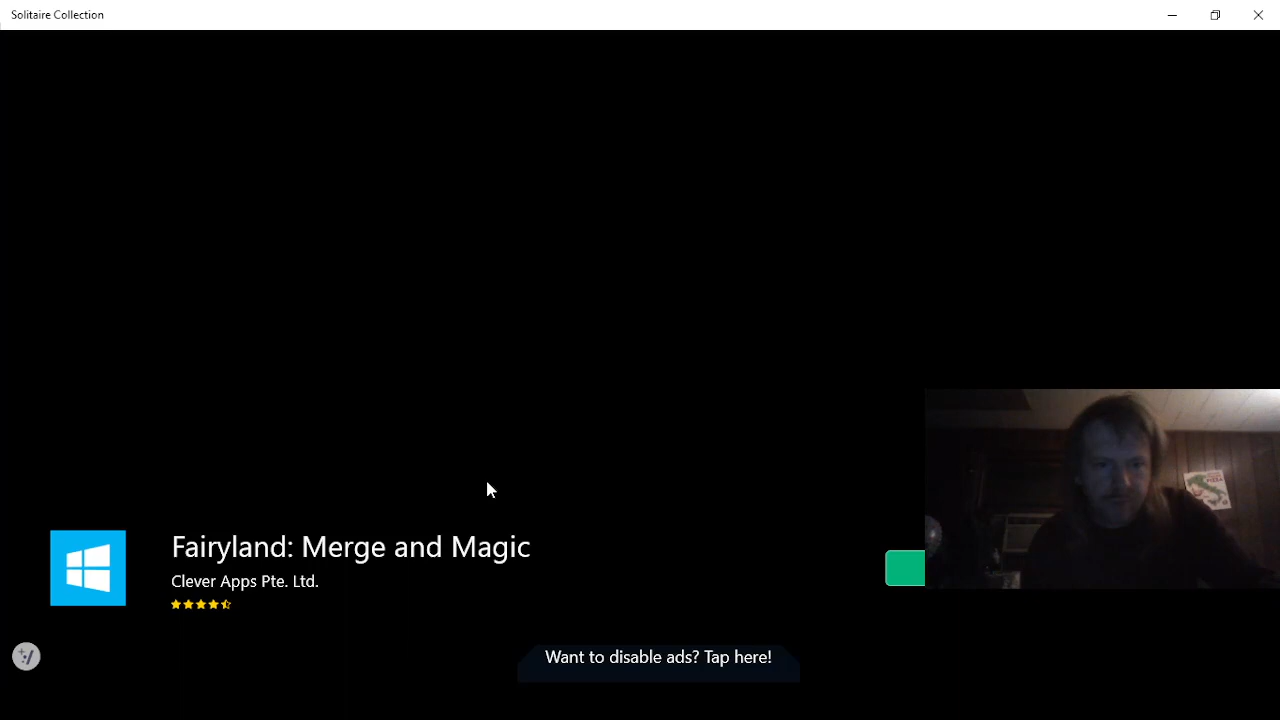 Solitaire Collection
Fairyland: Merge and Magic
Clever Apps Pte. Ltd.
Want to disable ads? Tap here!